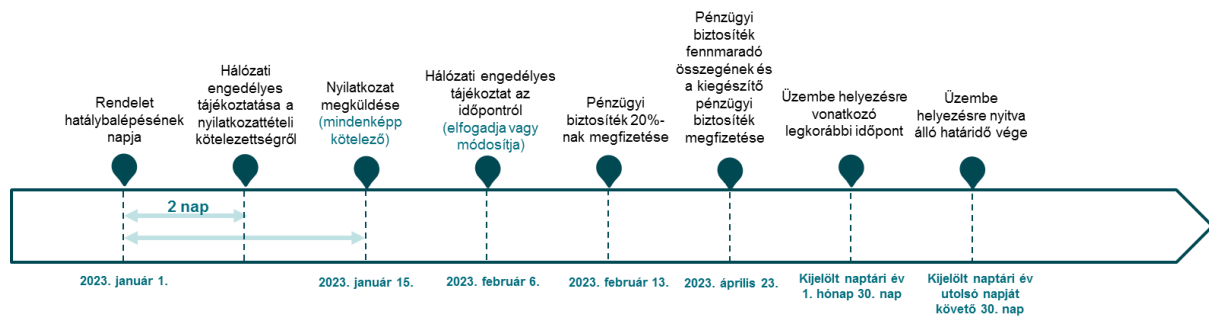 Rendelet
hatálybalépésének
napja
Hálózati
engedélyes
tájékoztatása a
nyilatkozattételi
kötelezettségről
Nyilatkozat
megküldése
(mindenképp
kötelező)
Hálózati engedélyes
tájékoztat az
időpontról
(elfogadja vagy
módosítja)
Pénzügyi
biztosíték 20%-
nak megfizetése
Pénzügyi
biztosíték
fennmaradó
összegének és
a kiegészítő
pénzügyi
biztosíték
megfizetése
Üzembe helyezésre
vonatkozó
legkorábbi időpont
Üzembe
helyezésre nyitva
álló határidő vége
2 nap
2023. január 1.
2023. január 15.
2023. február 6.
2023. február 13.
2023. április 23.
Kijelölt naptári év
1. hónap 30. nap
Kijelölt naptári év
utolsó napját
követő 30. nap